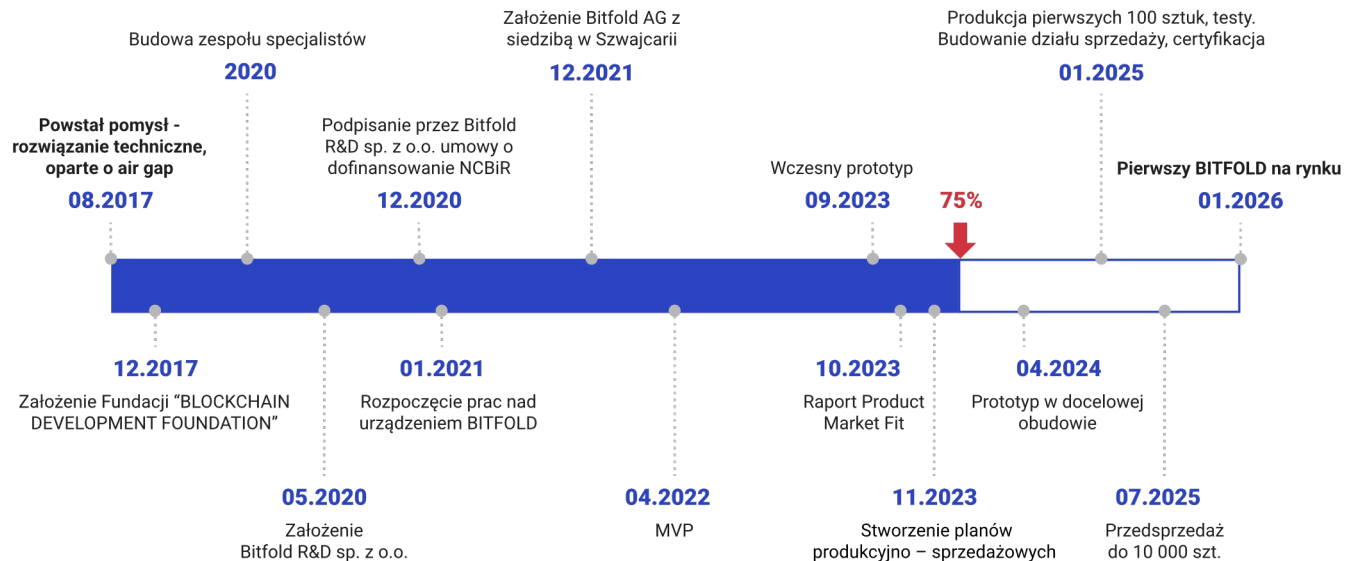 Budowa zespołu specjalistów
2020
Założenie Bitfold AG z
siedzibą w Szwajcarii
12.2021
Produkcja pierwszych 100 sztuk, testy.
Budowanie działu sprzedaży, certyfikacja
01.2025
Powstał pomysł -
rozwiązanie techniczne,
oparte o air gap
08.2017
Podpisanie przez Bitfold
R&D sp. z o.o. umowy o
dofinansowanie NCBiR
12.2020
Wczesny prototyp
09.2023
75%
Pierwszy BITFOLD na rynku
01.2026
12.2017
Założenie Fundacji “BLOCKCHAIN
DEVELOPMENT FOUNDATION”
01.2021
Rozpoczęcie prac nad
urządzeniem BITFOLD
10.2023
Raport Product
Market Fit
04.2024
Prototyp w docelowej
obudowie
05.2020
Założenie
Bitfold R&D sp. z o.o.
04.2022
MVP
11.2023
Stworzenie planów
produkcyjno – sprzedażowych
07.2025
Przedsprzedaż
do 10 000 szt.